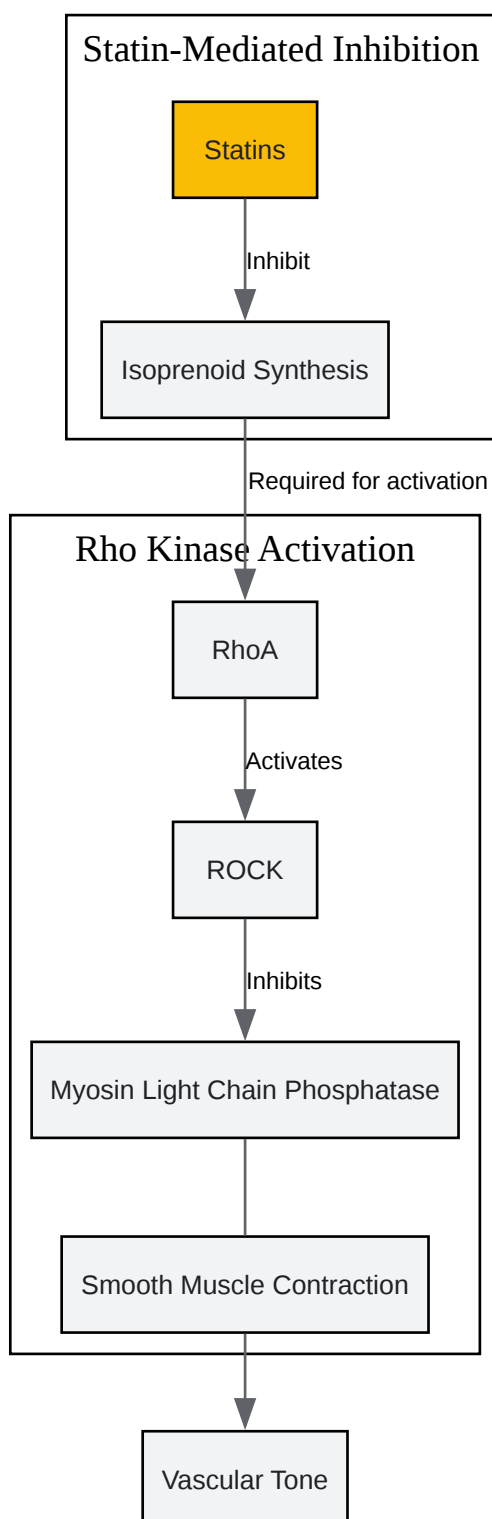 Statin-Mediated Inhibition
Statins
Inhibit
Isoprenoid Synthesis
Required for activation
Rho Kinase Activation
RhoA
Activates
ROCK
Inhibits
Myosin Light Chain Phosphatase
Smooth Muscle Contraction
Vascular Tone